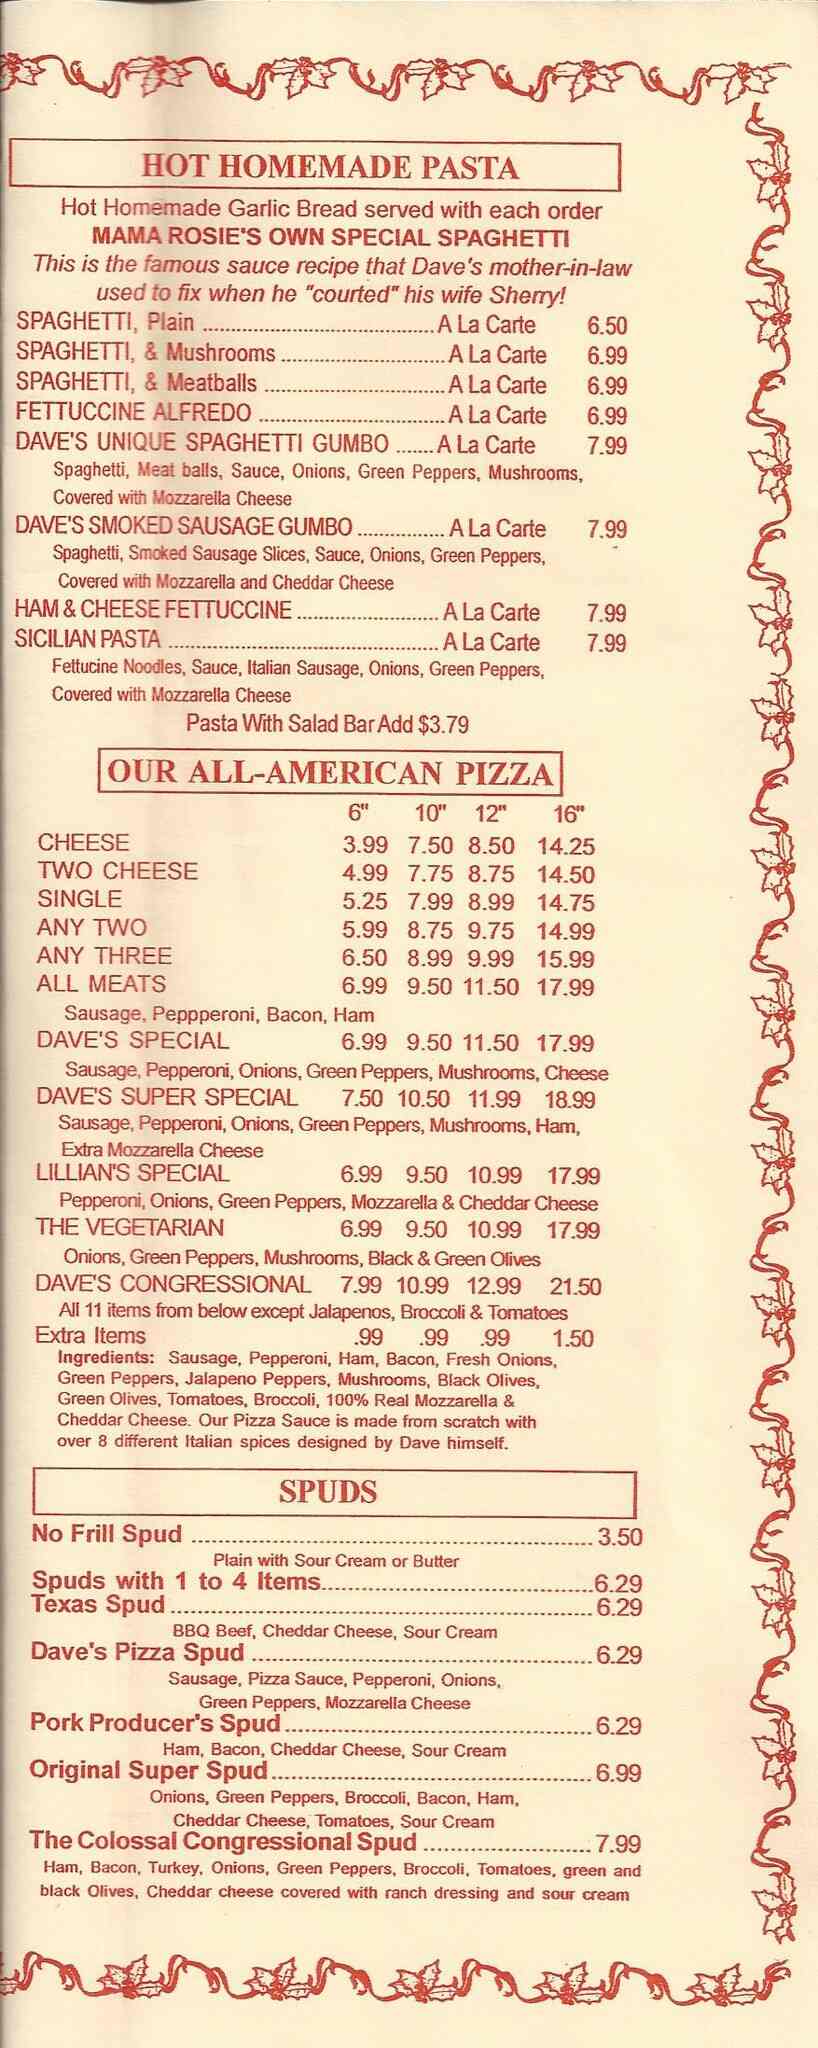 HOT HOMEMADE PASTA
Hot Homemade Garlic Bread served with each order
MAMA ROSIE'S OWN SPECIAL SPAGHETTI
This is the famous sauce recipe that Dave's mother-in-law
used to fix when he "courted" his wife Sherry!
SPAGHETTI, Plain ........................................ A La Carte 6.50
SPAGHETTI, & Mushrooms ............................. A La Carte 6.99
SPAGHETTI, & Meatballs ................................ A La Carte 6.99
FETTUCCINE ALFREDO ................................. A La Carte 6.99
DAVE'S UNIQUE SPAGHETTI GUMBO ...... A La Carte 7.99
Spaghetti, Meat balls, Sauce, Onions, Green Peppers, Mushrooms,
Covered with Mozzarella Cheese
DAVE'S SMOKED SAUSAGE GUMBO ............... A La Carte 7.99
Spaghetti, Smoked Sausage Slices, Sauce, Onions, Green Peppers,
Covered with Mozzarella and Cheddar Cheese
HAM & CHEESE FETTUCCINE ......................... A La Carte 7.99
SICILIAN PASTA ............................................... A La Carte 7.99
Fettucine Noodles, Sauce, Italian Sausage, Onions, Green Peppers,
Covered with Mozzarella Cheese
Pasta With Salad Bar Add $3.79
OUR ALL-AMERICAN PIZZA
6" 10" 12" 16"
CHEESE 3.99 7.50 8.50 14.25
TWO CHEESE 4.99 7.75 8.75 14.50
SINGLE 5.25 7.99 8.99 14.75
ANY TWO 5.99 8.75 9.75 14.99
ANY THREE 6.50 8.99 9.99 15.99
ALL MEATS 6.99 9.50 11.50 17.99
Sausage, Peppperoni, Bacon, Ham
DAVE'S SPECIAL 6.99 9.50 11.50 17.99
Sausage, Pepperoni, Onions, Green Peppers, Mushrooms, Cheese
DAVE'S SUPER SPECIAL 7.50 10.50 11.99 18.99
Sausage, Pepperoni, Onions, Green Peppers, Mushrooms, Ham,
Extra Mozzarella Cheese
LILLIAN'S SPECIAL 6.99 9.50 10.99 17.99
Pepperoni, Onions, Green Peppers, Mozzarella & Cheddar Cheese
THE VEGETARIAN 6.99 9.50 10.99 17.99
Onions, Green Peppers, Mushrooms, Black & Green Olives
DAVE'S CONGRESSIONAL 7.99 10.99 12.99 21.50
All 11 items from below except Jalapenos, Broccoli & Tomatoes
Extra Items .99 .99 .99 1.50
Ingredients: Sausage, Pepperoni, Ham, Bacon, Fresh Onions,
Green Peppers, Jalapeno Peppers, Mushrooms, Black Olives,
Green Olives, Tomatoes, Broccoli, 100% Real Mozzarella &
Cheddar Cheese. Our Pizza Sauce is made from scratch with
over 8 different Italian spices designed by Dave himself.
SPUDS
No Frill Spud ............................................................ 3.50
Plain with Sour Cream or Butter
Spuds with 1 to 4 Items.........................................6.29
Texas Spud ............................................................... 6.29
BBQ Beef, Cheddar Cheese, Sour Cream
Dave's Pizza Spud ................................................... 6.29
Sausage, Pizza Sauce, Pepperoni, Onions,
Green Peppers, Mozzarella Cheese
Pork Producer's Spud.............................................. 6.29
Ham, Bacon, Cheddar Cheese, Sour Cream
Original Super Spud................................................ 6.99
Onions, Green Peppers, Broccoli, Bacon, Ham,
Cheddar Cheese, Tomatoes, Sour Cream
The Colossal Congressional Spud ......................... 7.99
Ham, Bacon, Turkey, Onions, Green Peppers, Broccoli, Tomatoes, green and
black Olives, Cheddar cheese covered with ranch dressing and sour cream